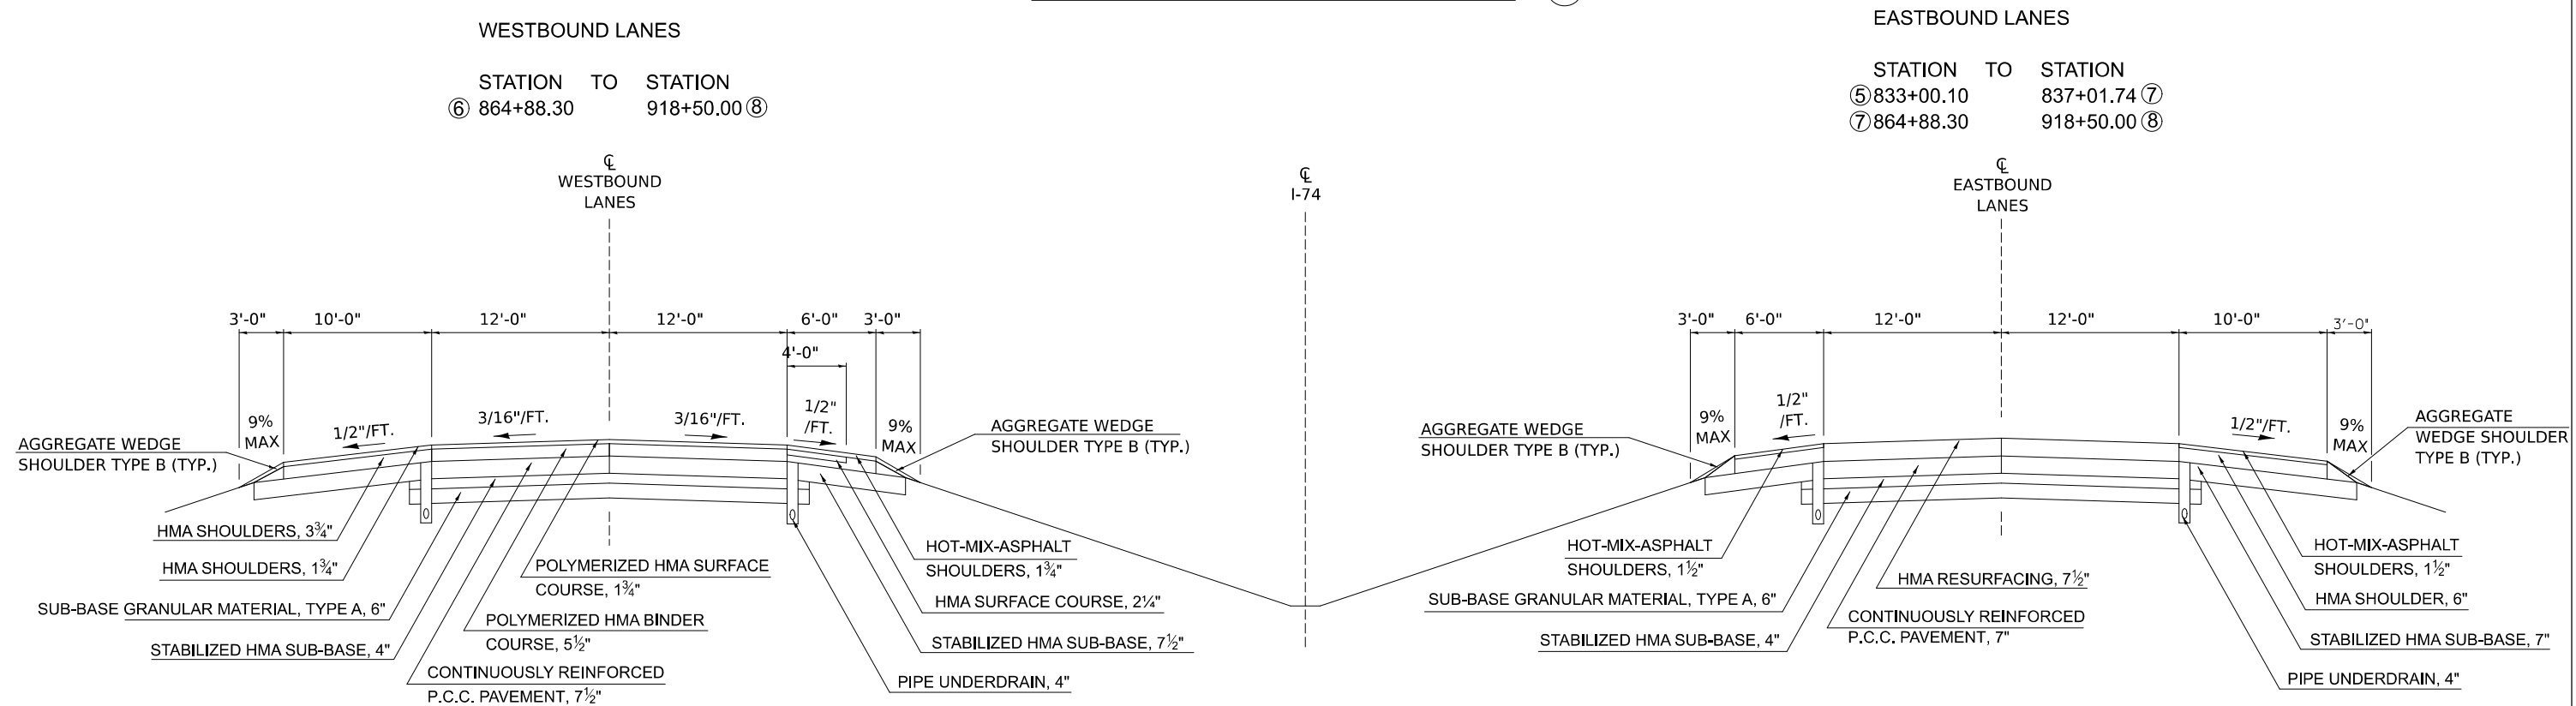 WESTBOUND LANES
STATION TO STATION
⑥ 864+88.30 918+50.00 ⑧
EASTBOUND LANES
STATION TO STATION
⑤ 833+00.10 837+01.74 ⑦
⑦ 864+88.30 918+50.00 ⑧
℄
WESTBOUND
LANES
℄
I-74
℄
EASTBOUND
LANES
3'-0" 10'-0" 12'-0" 12'-0" 6'-0" 3'-0"
4'-0"
9%
MAX
1/2"/FT.
3/16"/FT.
3/16"/FT.
1/2"
/FT.
9%
MAX
AGGREGATE WEDGE
SHOULDER TYPE B (TYP.)
AGGREGATE WEDGE
SHOULDER TYPE B (TYP.)
HMA SHOULDERS, 3¾"
HMA SHOULDERS, 1¾"
SUB-BASE GRANULAR MATERIAL, TYPE A, 6"
STABILIZED HMA SUB-BASE, 4"
CONTINUOUSLY REINFORCED
P.C.C. PAVEMENT, 7½"
POLYMERIZED HMA BINDER
COURSE, 5½"
POLYMERIZED HMA SURFACE
COURSE, 1¾"
HOT-MIX-ASPHALT
SHOULDERS, 1¾"
HMA SURFACE COURSE, 2¼"
STABILIZED HMA SUB-BASE, 7½"
PIPE UNDERDRAIN, 4"
3'-0" 6'-0" 12'-0" 12'-0" 10'-0" 3'-0"
9%
MAX
1/2"
/FT.
1/2"/FT.
9%
MAX
AGGREGATE WEDGE
SHOULDER TYPE B (TYP.)
AGGREGATE
WEDGE SHOULDER
TYPE B (TYP.)
HOT-MIX-ASPHALT
SHOULDERS, 1½"
SUB-BASE GRANULAR MATERIAL, TYPE A, 6"
STABILIZED HMA SUB-BASE, 4"
HMA RESURFACING, 7½"
CONTINUOUSLY REINFORCED
P.C.C. PAVEMENT, 7"
HOT-MIX-ASPHALT
SHOULDERS, 1½"
HMA SHOULDER, 6"
STABILIZED HMA SUB-BASE, 7"
PIPE UNDERDRAIN, 4"